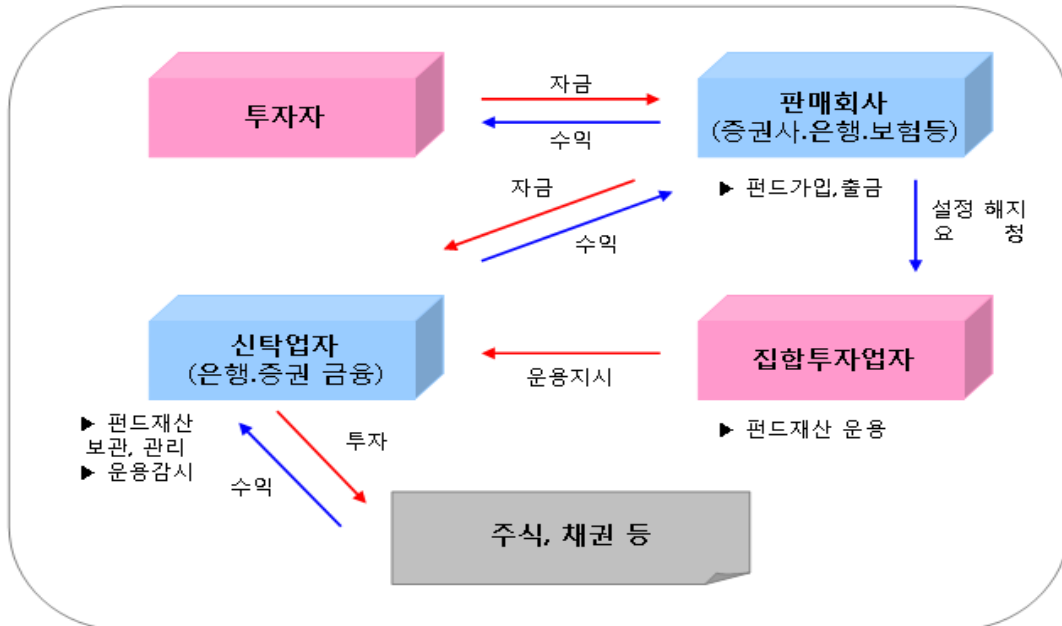 투자자
자금
수익
판매회사
(증권사.은행.보험등)
▶ 펀드가입,출금
자금
수익
설정 해지
요 청
신탁업자
(은행.증권 금융)
▶ 펀드재산
보관, 관리
▶ 운용감시
운용지시
집합투자업자
▶ 펀드재산 운용
투자
수익
주식, 채권 등